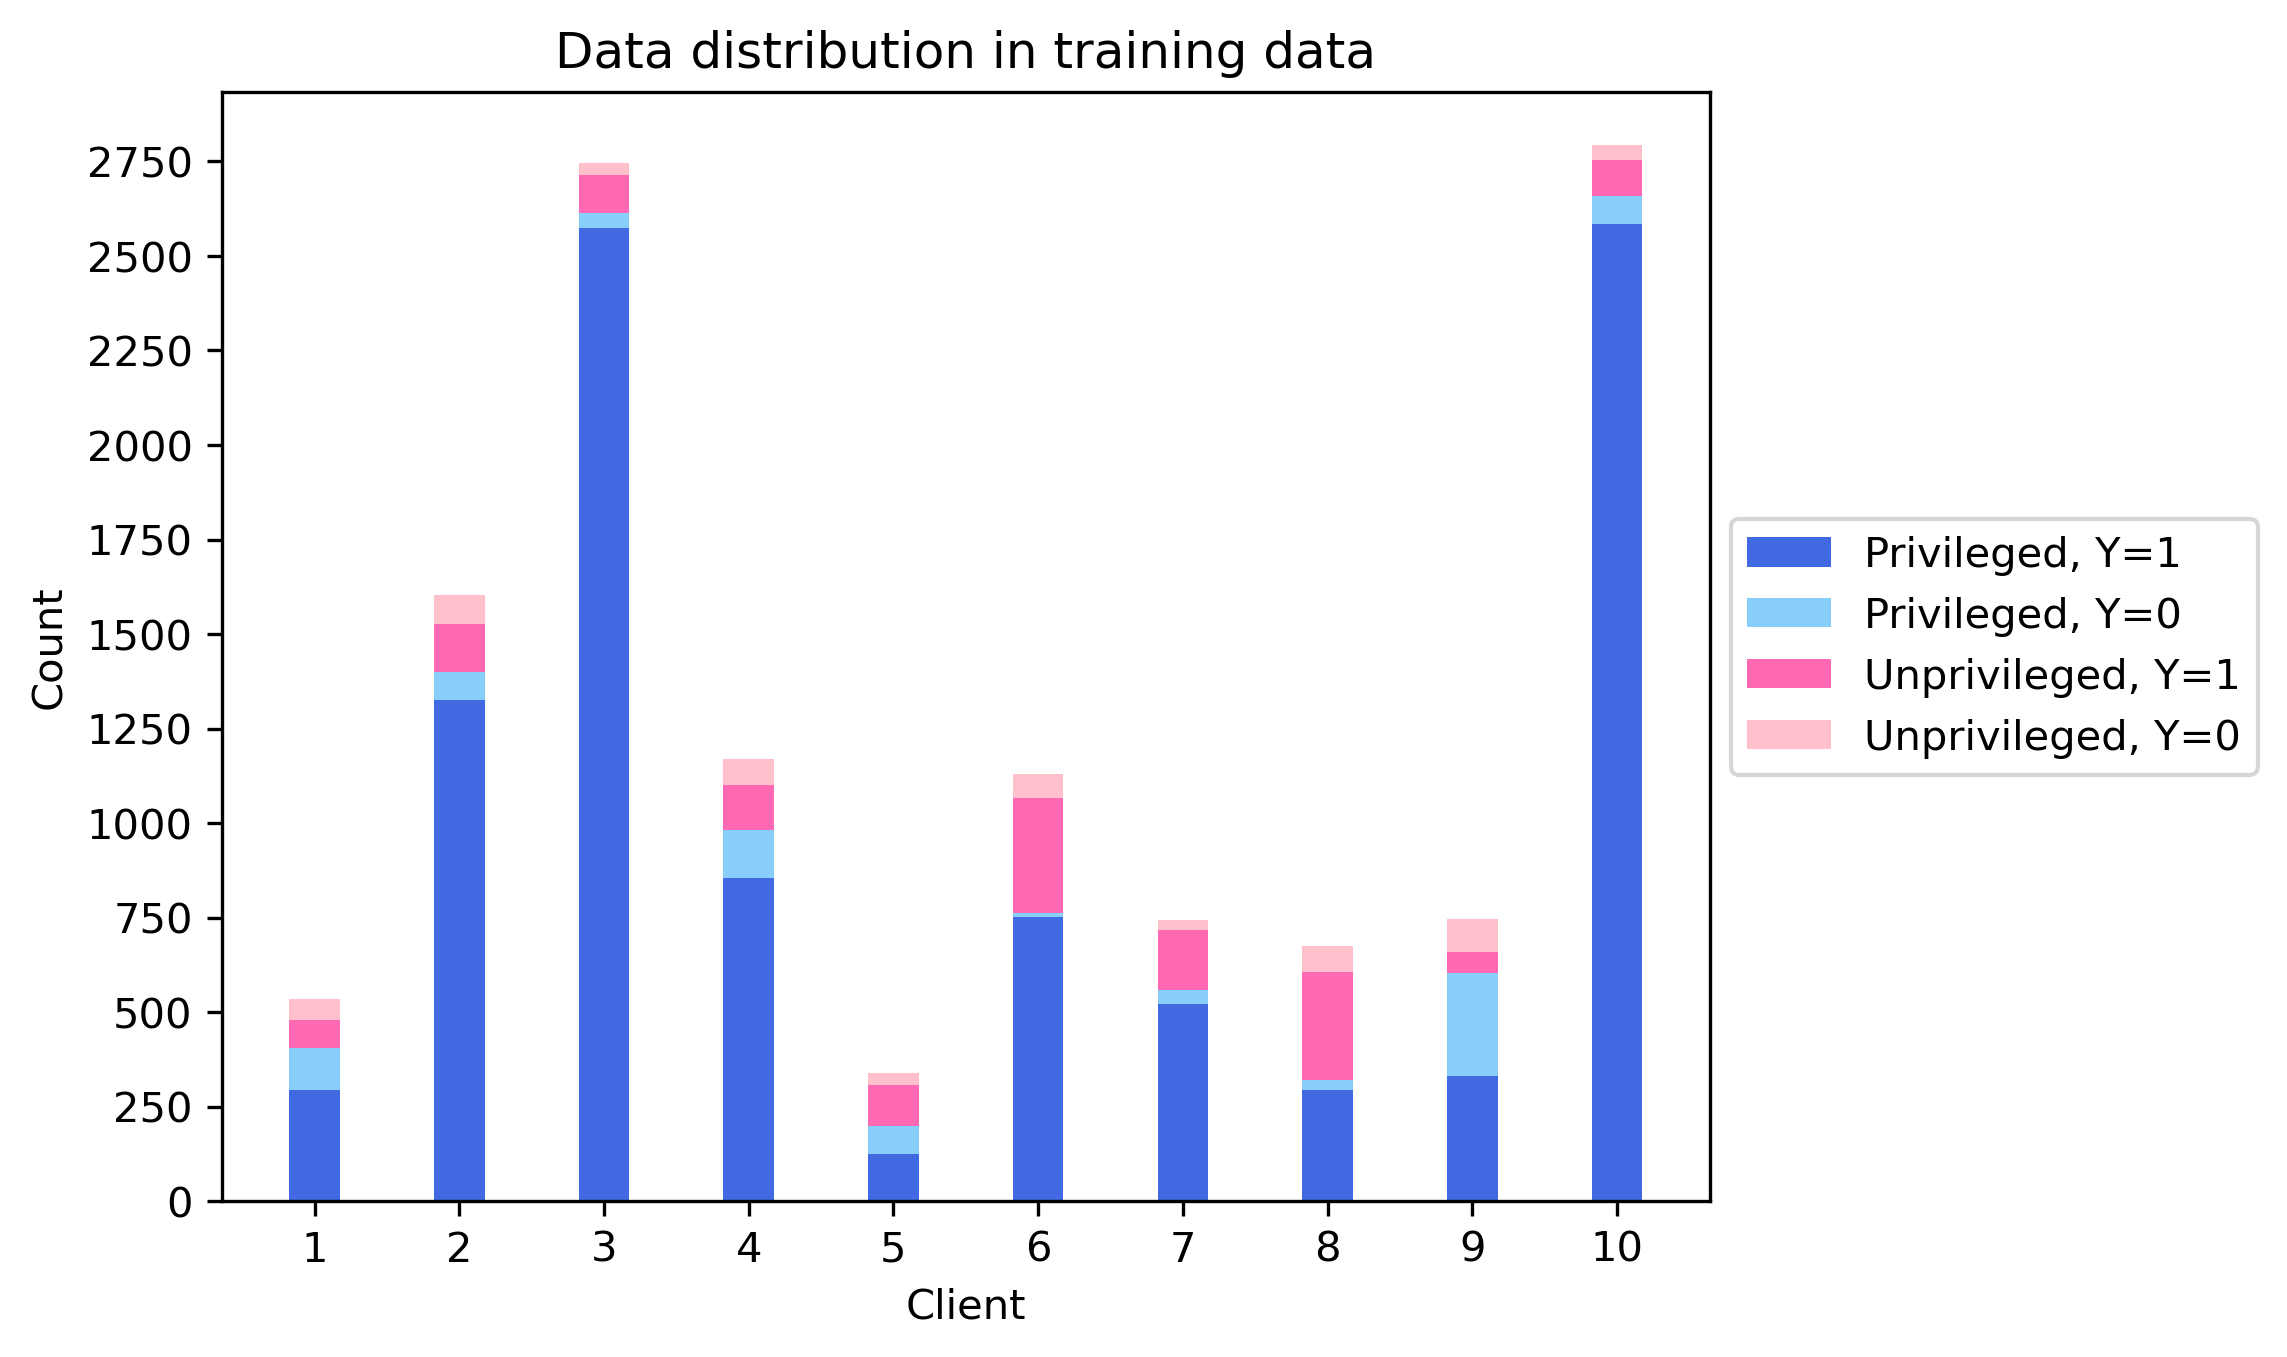 Data distribution in training data
Count
2750
2500
2250
2000
1750
1500
1250
1000
750
500
250
0
1 2 3 4 5 6 7 8 9 10
Client
Privileged, Y=1
Privileged, Y=0
Unprivileged, Y=1
Unprivileged, Y=0